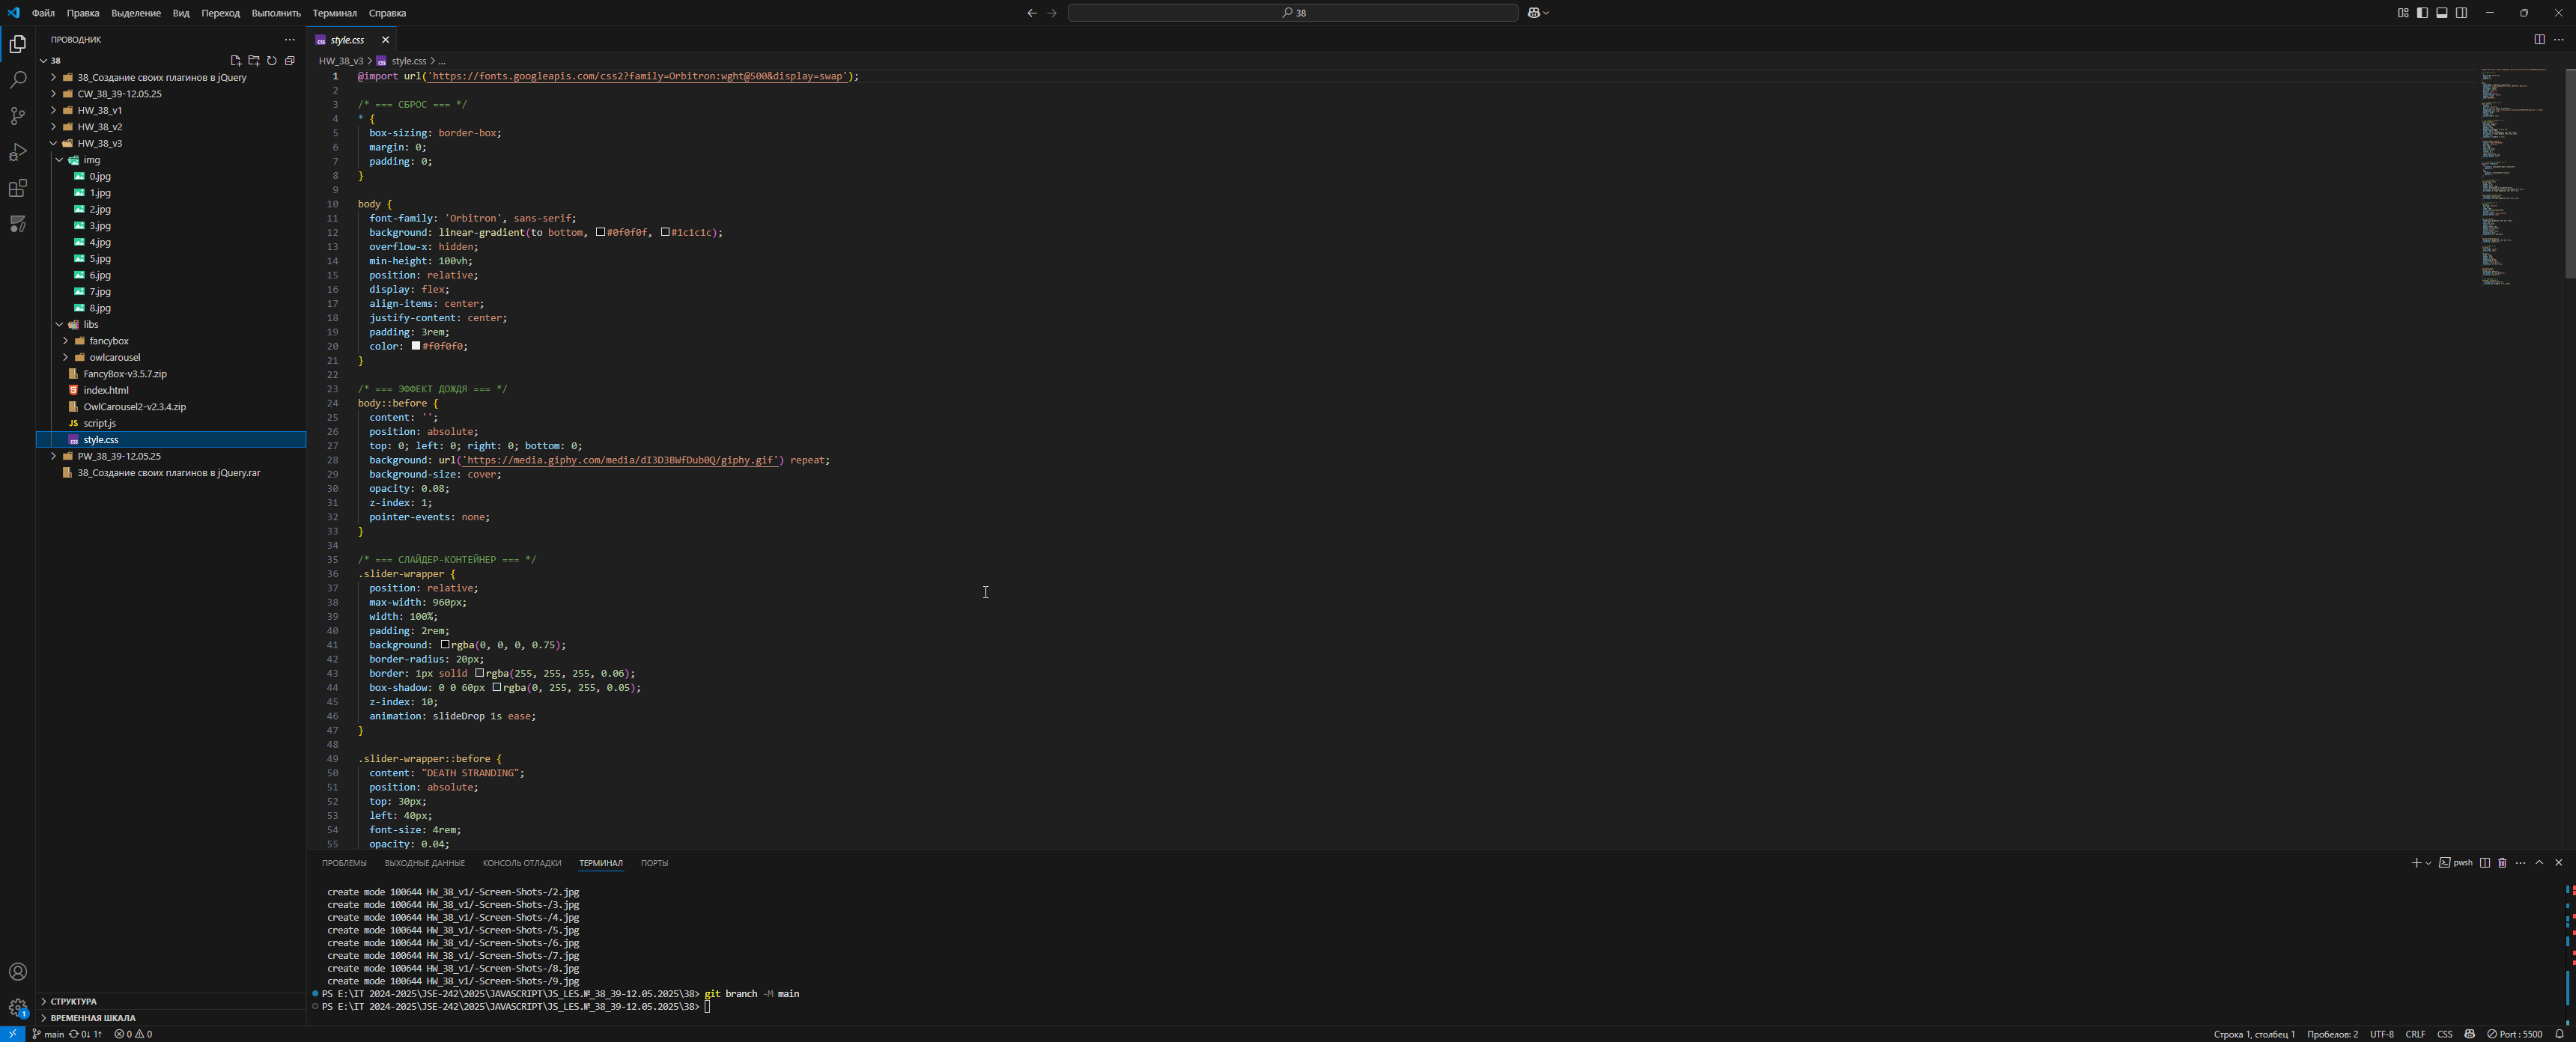 Файл Правка Выделение Вид Переход Выполнить Терминал Справка
38
ПРОВОДНИК
38
38_Создание своих плагинов в jQuery
CW_38_39-12.05.25
HW_38_v1
HW_38_v2
HW_38_v3
img
0.jpg
1.jpg
2.jpg
3.jpg
4.jpg
5.jpg
6.jpg
7.jpg
8.jpg
libs
fancybox
owlcarousel
FancyBox-v3.5.7.zip
index.html
OwlCarousel2-v2.3.4.zip
JS script.js
style.css
PW_38_39-12.05.25
38_Создание своих плагинов в jQuery.rar
СТРУКТУРА
ВРЕМЕННАЯ ШКАЛА
style.css
HW_38_v3 > style.css > ...
1 @import url('https://fonts.googleapis.com/css2?family=Orbitron:wght@500&display=swap');
2
3 /* === СБРОС === */
4 * {
5 box-sizing: border-box;
6 margin: 0;
7 padding: 0;
8 }
9
10 body {
11 font-family: 'Orbitron', sans-serif;
12 background: linear-gradient(to bottom, #0f0f0f, #1c1c1c);
13 overflow-x: hidden;
14 min-height: 100vh;
15 position: relative;
16 display: flex;
17 align-items: center;
18 justify-content: center;
19 padding: 3rem;
20 color: #f0f0f0;
21 }
22
23 /* === ЭФФЕКТ ДОЖДЯ === */
24 body::before {
25 content: '';
26 position: absolute;
27 top: 0; left: 0; right: 0; bottom: 0;
28 background: url('https://media.giphy.com/media/dI3D3BWfDub0Q/giphy.gif') repeat;
29 background-size: cover;
30 opacity: 0.08;
31 z-index: 1;
32 pointer-events: none;
33 }
34
35 /* === СЛАЙДЕР-КОНТЕЙНЕР === */
36 .slider-wrapper {
37 position: relative;
38 max-width: 960px;
39 width: 100%;
40 padding: 2rem;
41 background: rgba(0, 0, 0, 0.75);
42 border-radius: 20px;
43 border: 1px solid rgba(255, 255, 255, 0.06);
44 box-shadow: 0 0 60px rgba(0, 255, 255, 0.05);
45 z-index: 10;
46 animation: slideDrop 1s ease;
47 }
48
49 .slider-wrapper::before {
50 content: "DEATH STRANDING";
51 position: absolute;
52 top: 30px;
53 left: 40px;
54 font-size: 4rem;
55 opacity: 0.04;
ПРОБЛЕМЫ ВЫХОДНЫЕ ДАННЫЕ КОНСОЛЬ ОТЛАДКИ ТЕРМИНАЛ ПОРТЫ
pwsh
create mode 100644 HW_38_v1/-Screen-Shots-/2.jpg
create mode 100644 HW_38_v1/-Screen-Shots-/3.jpg
create mode 100644 HW_38_v1/-Screen-Shots-/4.jpg
create mode 100644 HW_38_v1/-Screen-Shots-/5.jpg
create mode 100644 HW_38_v1/-Screen-Shots-/6.jpg
create mode 100644 HW_38_v1/-Screen-Shots-/7.jpg
create mode 100644 HW_38_v1/-Screen-Shots-/8.jpg
create mode 100644 HW_38_v1/-Screen-Shots-/9.jpg
PS E:\IT 2024-2025\JSE-242\2025\JAVASCRIPT\JS_LES.№_38_39-12.05.2025\38> git branch -M main
PS E:\IT 2024-2025\JSE-242\2025\JAVASCRIPT\JS_LES.№_38_39-12.05.2025\38>
1
main 0↓ 1↑ 0 0
Строка 1, столбец 1 Пробелов: 2 UTF-8 CRLF CSS Port : 5500